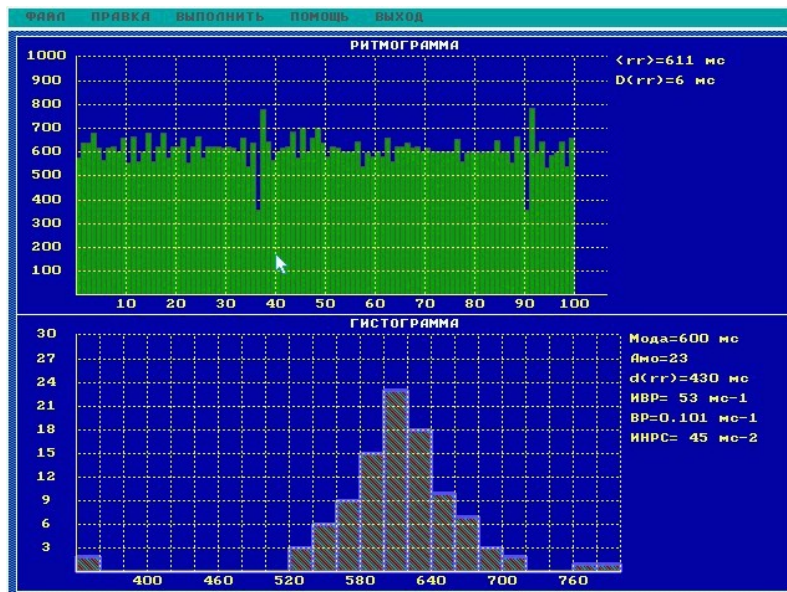 ФАЙЛ ПРАВКА ВЫПОЛНИТЬ ПОМОЩЬ ВЫХОД
РИТМОГРАММА
1000
900
800
700
600
500
400
300
200
100
10 20 30 40 50 60 70 80 90 100
(rr)=611 мс
D(rr)=6 мс
ГИСТОГРАММА
30
27
24
21
18
15
12
9
6
3
400 460 520 580 640 700 760
Мода=600 мс
Амо=23
d(rr)=430 мс
ИВР= 53 мс-1
ВР=0.101 мс-1
ИНРС= 45 мс-2